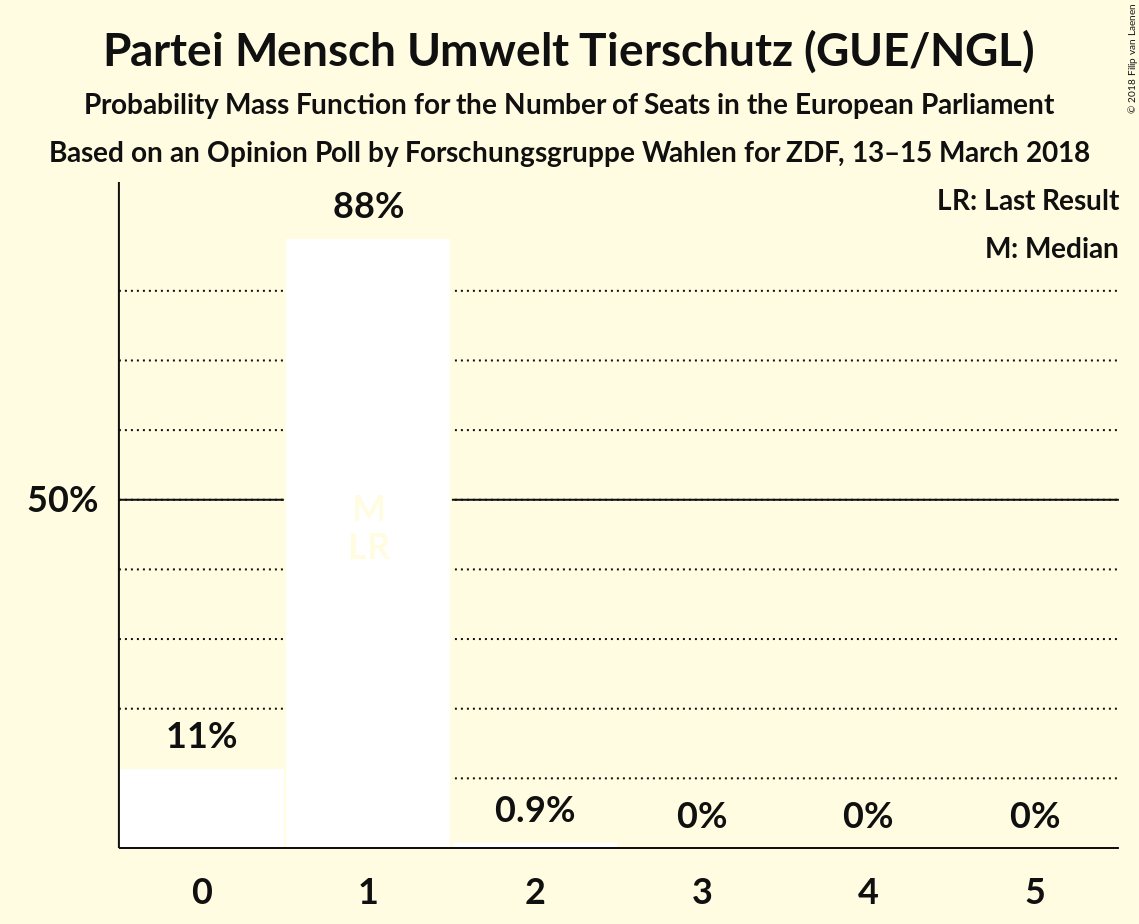 Partei Mensch Umwelt Tierschutz (GUE/NGL)
Probability Mass Function for the Number of Seats in the European Parliament
Based on an Opinion Poll by Forschungsgruppe Wahlen for ZDF, 13–15 March 2018
© 2018 Filip van Laenen
LR: Last Result
M: Median
88%
50%
M
LR
11%
0.9%
0%
0%
0%
0
1
2
3
4
5